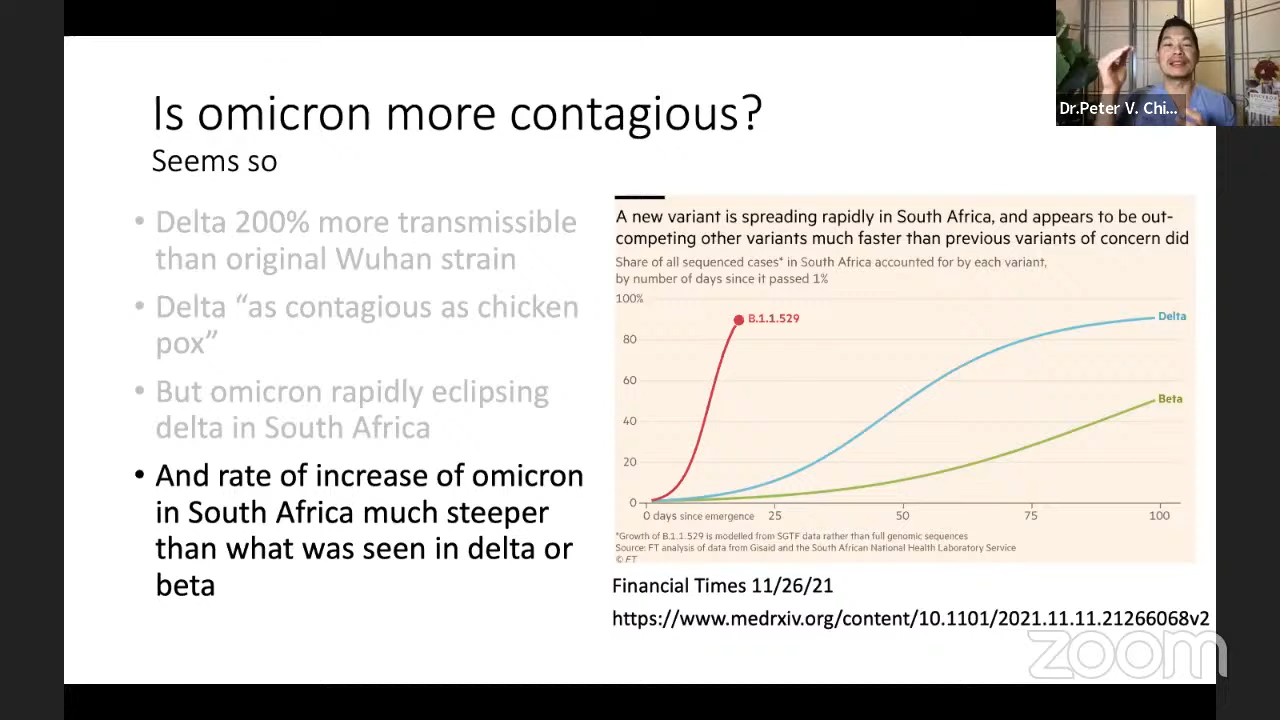 Dr.Peter V. Chi...
Is omicron more contagious?
Seems so
• Delta 200% more transmissible
than original Wuhan strain
• Delta “as contagious as chicken
pox”
• But omicron rapidly eclipsing
delta in South Africa
• And rate of increase of omicron
in South Africa much steeper
than what was seen in delta or
beta
A new variant is spreading rapidly in South Africa, and appears to be out-
competing other variants much faster than previous variants of concern did
Share of all sequenced cases* in South Africa accounted for by each variant,
by number of days since it passed 1%
100%
80
60
40
20
0
B.1.1.529
Delta
Beta
0 days since emergence 25 50 75 100
*Growth of B.1.1.529 is modelled from SGTF data rather than full genomic sequences
Source: FT analysis of data from Gisaid and the South African National Health Laboratory Service
© FT
Financial Times 11/26/21
https://www.medrxiv.org/content/10.1101/2021.11.11.21266068v2
zoom